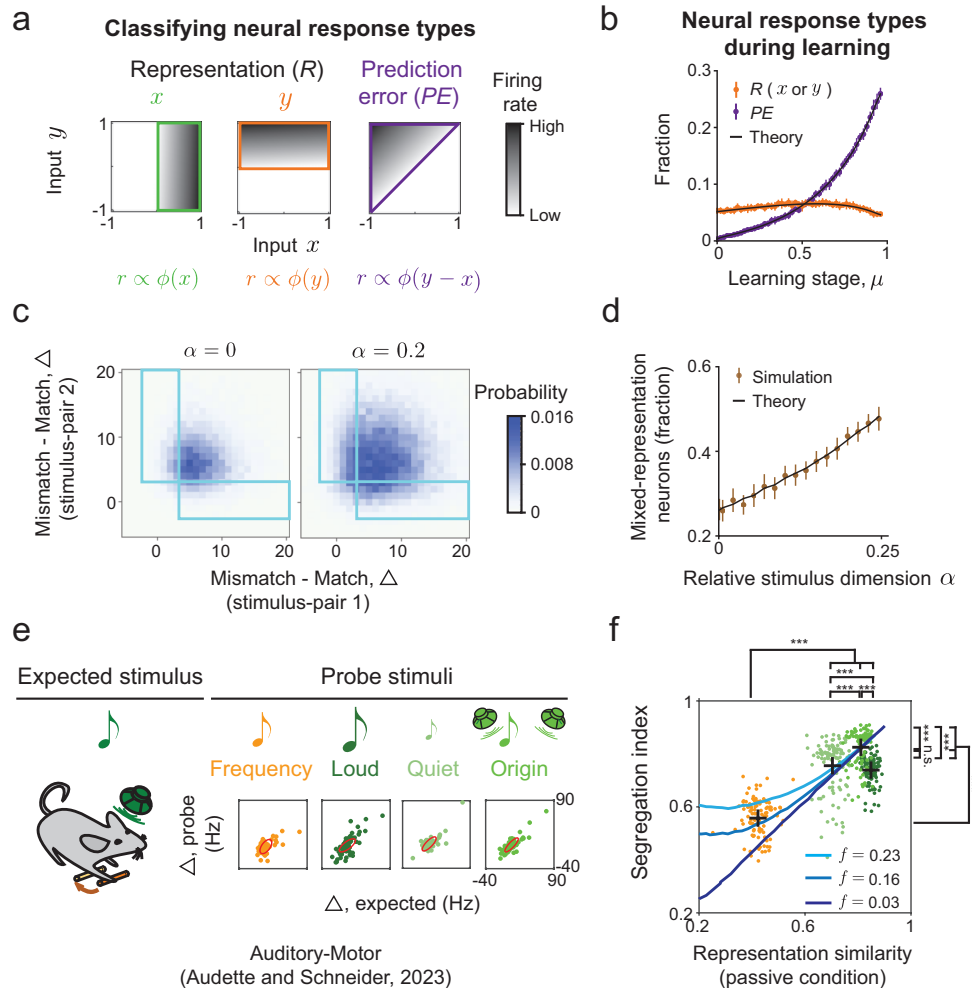 a
Classifying neural response types
Representation (R)
Prediction
error (PE)
x
y
Firing
rate
High
Low
Input y
1
-1
-1
1
-1
1
-1
1
Input x
r ∝ ϕ(x)
r ∝ ϕ(y)
r ∝ ϕ(y − x)
b
Neural response types
during learning
0.3
0.2
0.1
0
Fraction
R ( x or y )
PE
Theory
0
0.5
1
Learning stage, μ
c
α = 0
α = 0.2
Mismatch - Match, △
(stimulus-pair 2)
20
10
0
0
10
20
0
10
20
Mismatch - Match, △
(stimulus-pair 1)
Probability
0.016
0.008
0
d
Mixed-representation
neurons (fraction)
0.6
0.4
0.2
Simulation
Theory
0
0.25
Relative stimulus dimension α
e
Expected stimulus
Probe stimuli
Frequency
Loud
Quiet
Origin
△, probe
(Hz)
90
-40
-40
90
△, expected (Hz)
Auditory-Motor
(Audette and Schneider, 2023)
f
***
***
***
***
Segregation index
1
0.6
0.2
0.2
0.6
1
f = 0.23
f = 0.16
f = 0.03
***
n.s.
***
Representation similarity
(passive condition)